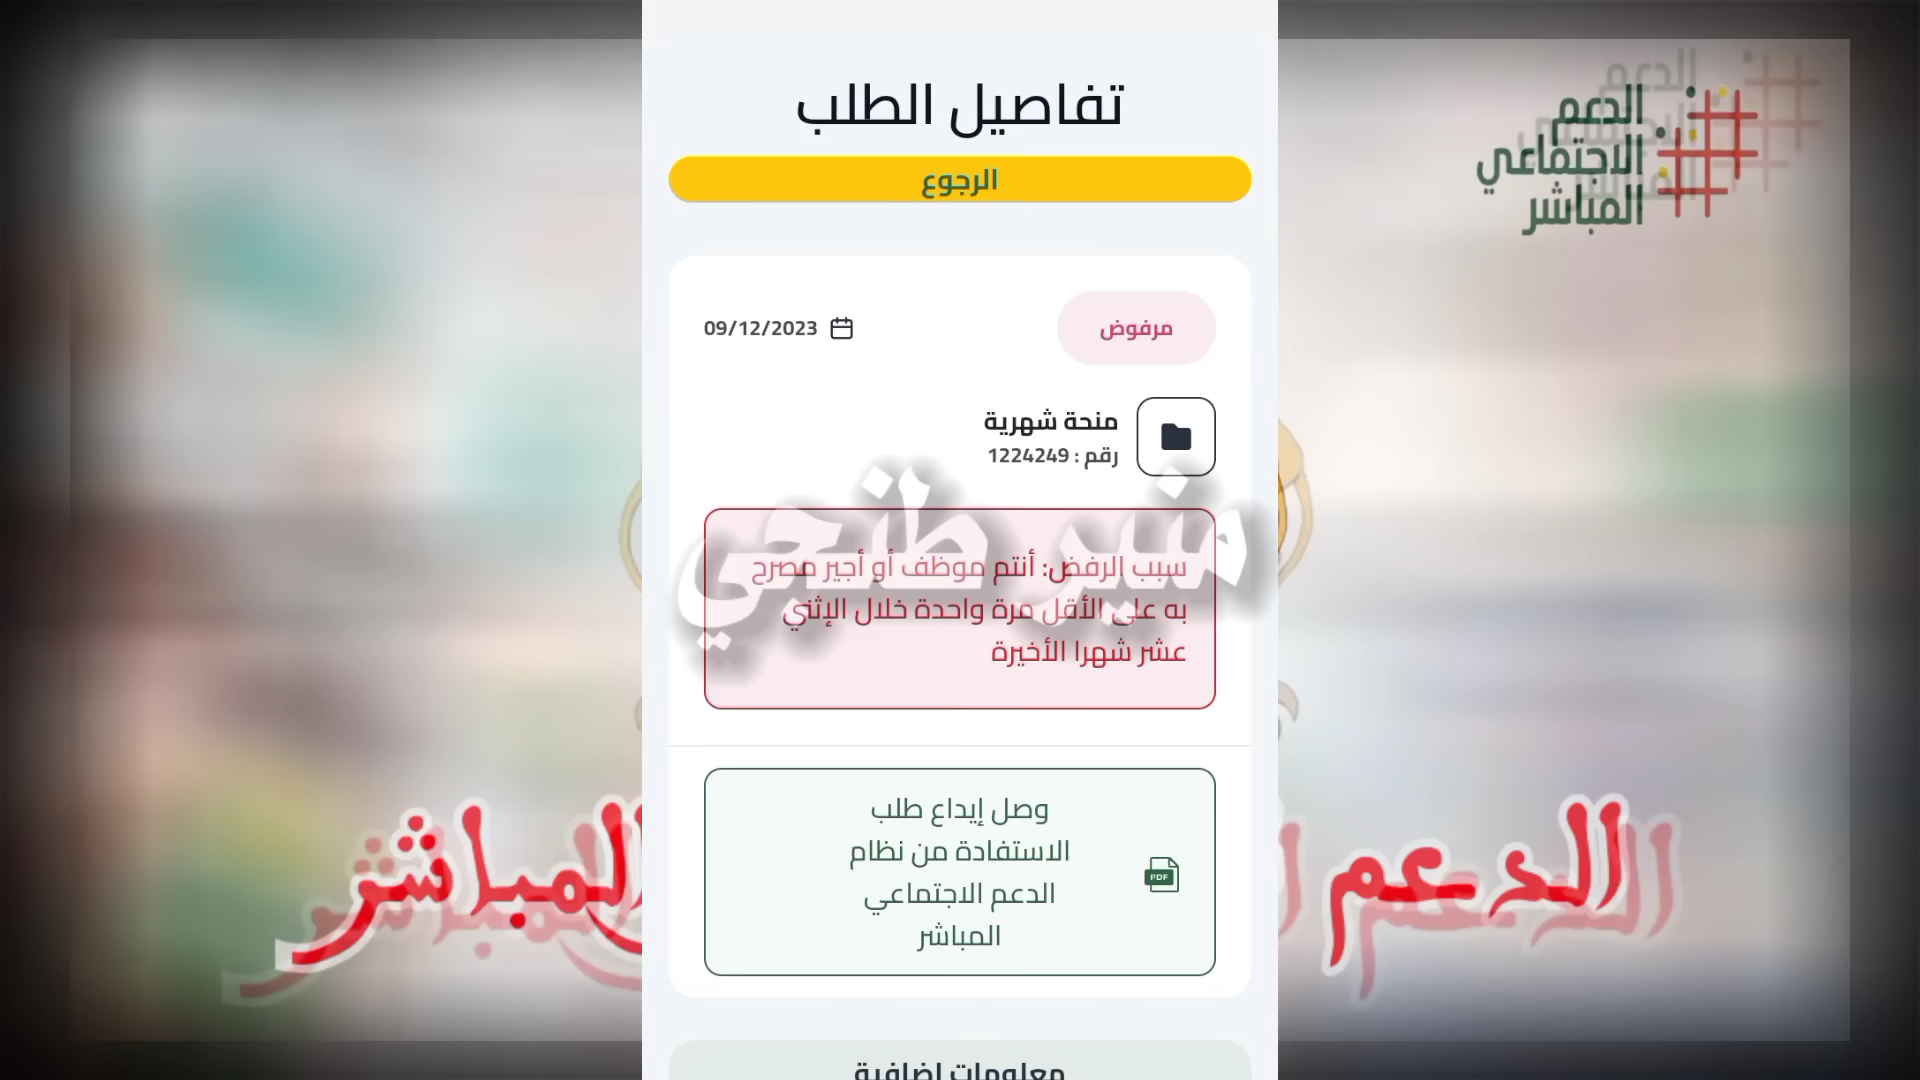 تفاصيل الطلب
الرجوع
مرفوض
09/12/2023
منحة شهرية
رقم : 1224249
منير طنجي
سبب الرفض: أنتم موظف أو أجير مصرح
به على الأقل مرة واحدة خلال الإثني
عشر شهرا الأخيرة
PDF
وصل إيداع طلب
الاستفادة من نظام
الدعم الاجتماعي
المباشر
معلومات إضافية
الدعم
الاجتماعي
المباشر
الدعم
المباشر